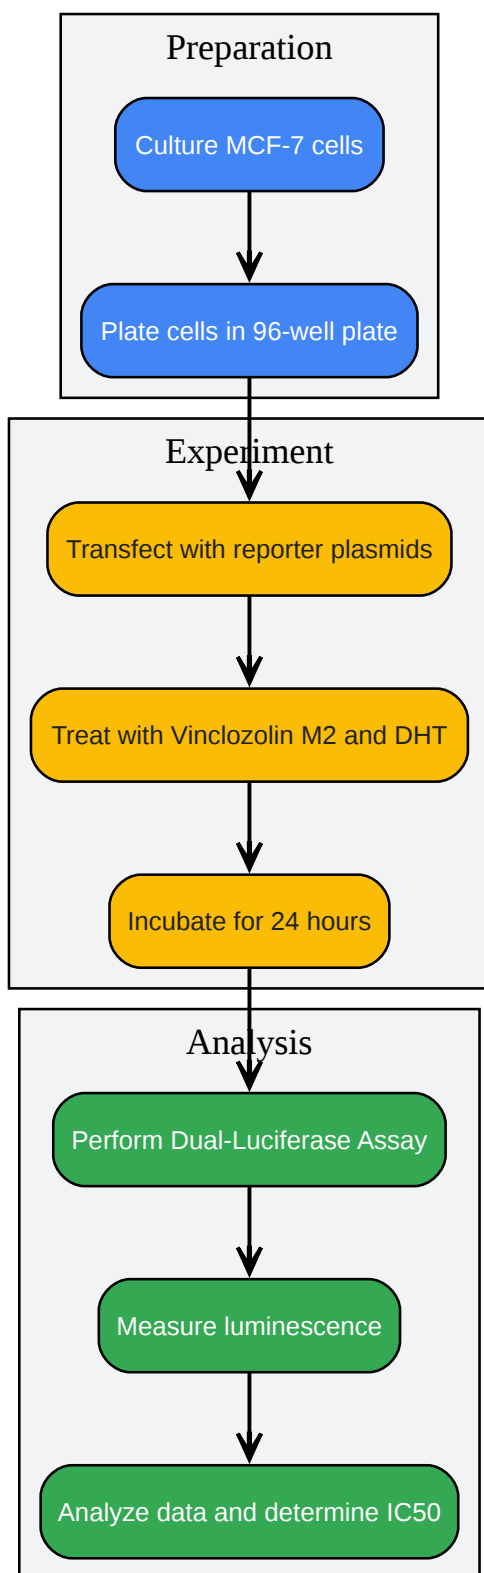 Preparation
Culture MCF-7 cells
Plate cells in 96-well plate
Experiment
Transfect with reporter plasmids
Treat with Vinclozolin M2 and DHT
Incubate for 24 hours
Analysis
Perform Dual-Luciferase Assay
Measure luminescence
Analyze data and determine IC50